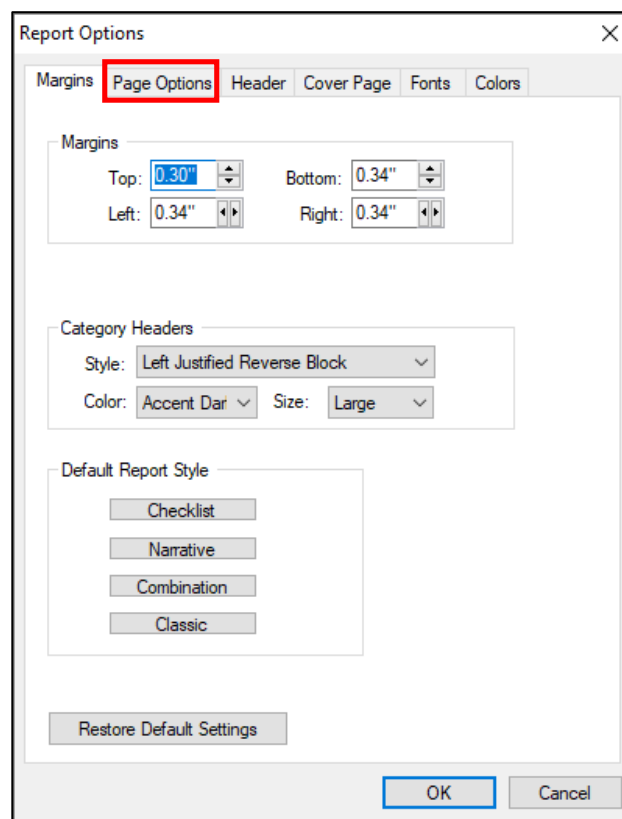 Report Options
Margins Page Options Header Cover Page Fonts Colors
Margins
Top: 0.30" Bottom: 0.34"
Left: 0.34" Right: 0.34"
Category Headers
Style: Left Justified Reverse Block
Color: Accent Dar Size: Large
Default Report Style
Checklist
Narrative
Combination
Classic
Restore Default Settings
OK Cancel